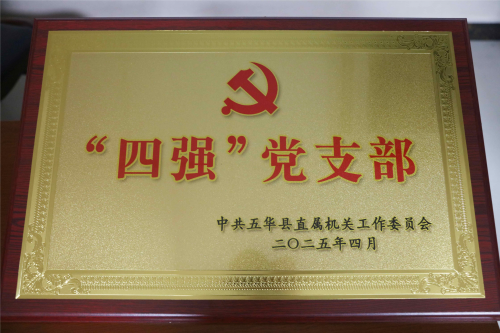 “四强”党支部
中共五华县直属机关工作委员会
二〇二五年四月